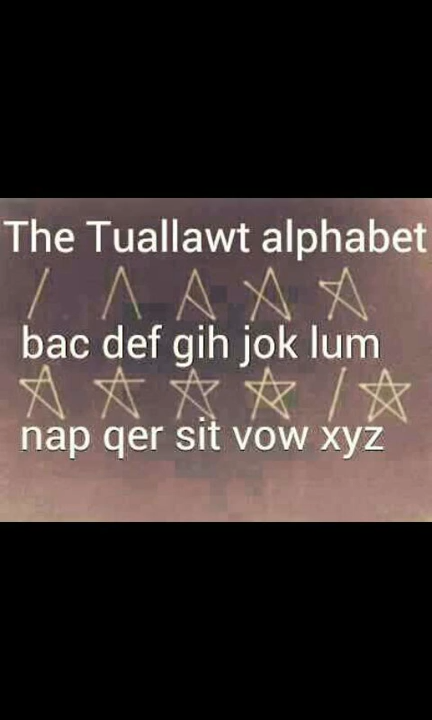 The Tuallawt alphabet
bac def gih jok lum
nap qer sit vow xyz